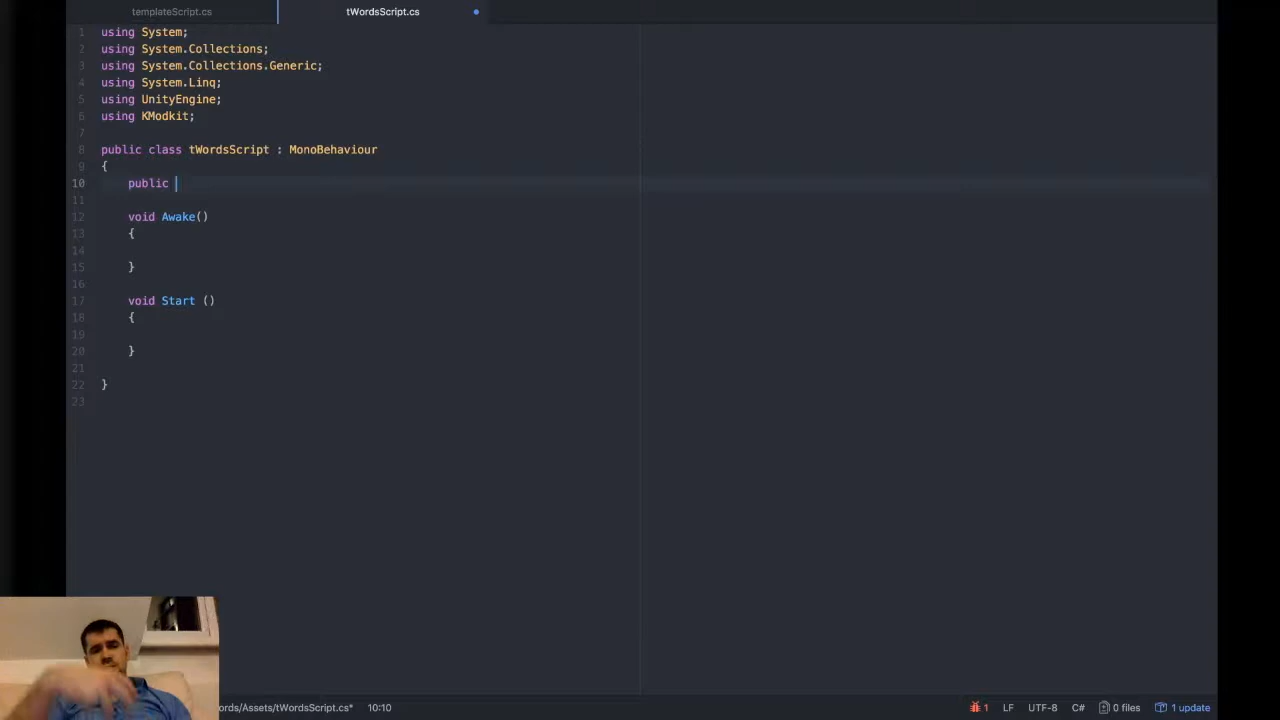 templateScript.cs
tWordsScript.cs
1 using System;
2 using System.Collections;
3 using System.Collections.Generic;
4 using System.Linq;
5 using UnityEngine;
6 using KModkit;
7
8 public class tWordsScript : MonoBehaviour
9 {
10 public
11
12 void Awake()
13 {
14
15 }
16
17 void Start ()
18 {
19
20 }
21
22 }
23
ords/Assets/tWordsScript.cs* 10:10 1 LF UTF-8 C# 0 files 1 update